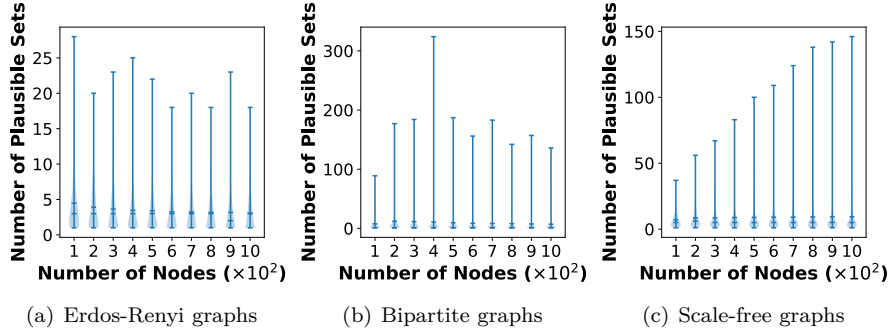 Number of Plausible Sets
25
20
15
10
5
0
1 2 3 4 5 6 7 8 9 10
Number of Nodes (×10²)
(a) Erdos-Renyi graphs
Number of Plausible Sets
300
200
100
0
1 2 3 4 5 6 7 8 9 10
Number of Nodes (×10²)
(b) Bipartite graphs
Number of Plausible Sets
150
100
50
0
1 2 3 4 5 6 7 8 9 10
Number of Nodes (×10²)
(c) Scale-free graphs